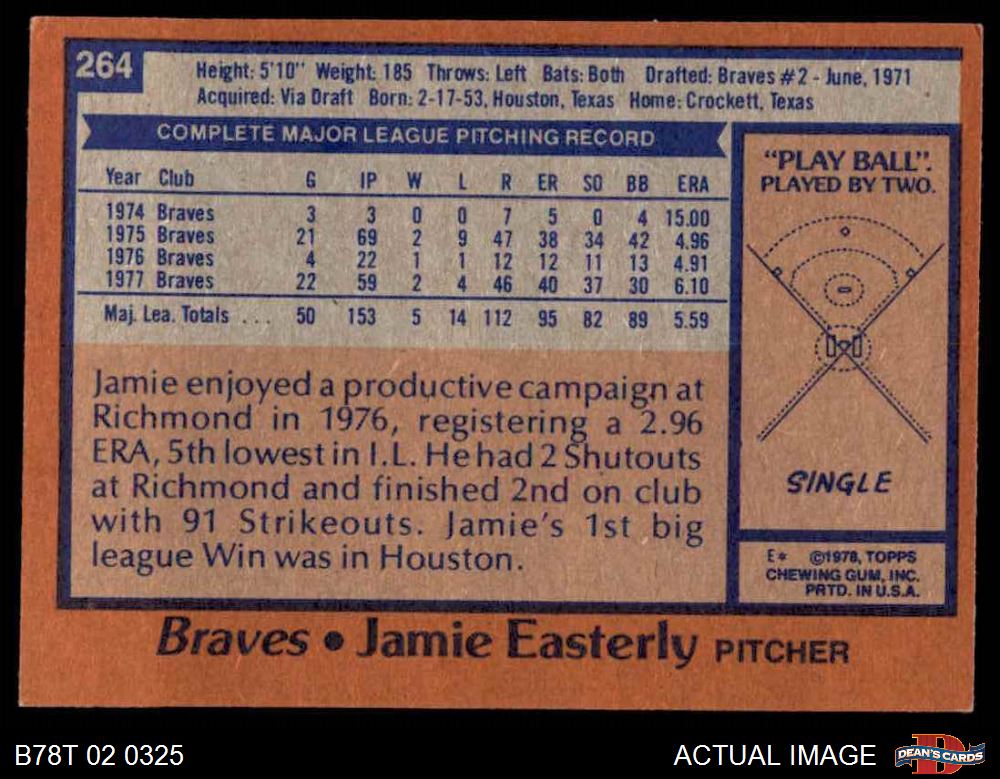 264
Height: 5'10" Weight: 185 Throws: Left Bats: Both Drafted: Braves #2 - June, 1971
Acquired: Via Draft Born: 2-17-53, Houston, Texas Home: Crockett, Texas
COMPLETE MAJOR LEAGUE PITCHING RECORD
Year Club G IP W L R ER SO BB ERA
1974 Braves 3 3 0 0 7 5 0 4 15.00
1975 Braves 21 69 2 9 47 38 34 42 4.96
1976 Braves 4 22 1 1 12 12 11 13 4.91
1977 Braves 22 59 2 4 46 40 37 30 6.10
Maj. Lea. Totals ... 50 153 5 14 112 95 82 89 5.59
Jamie enjoyed a productive campaign at
Richmond in 1976, registering a 2.96
ERA, 5th lowest in I.L. He had 2 Shutouts
at Richmond and finished 2nd on club
with 91 Strikeouts. Jamie's 1st big
league Win was in Houston.
"PLAY BALL".
PLAYED BY TWO.
SINGLE
E* ©1978, TOPPS
CHEWING GUM, INC.
PRTD. IN U.S.A.
Braves • Jamie Easterly PITCHER
B78T 02 0325
ACTUAL IMAGE
DEAN'S CARDS